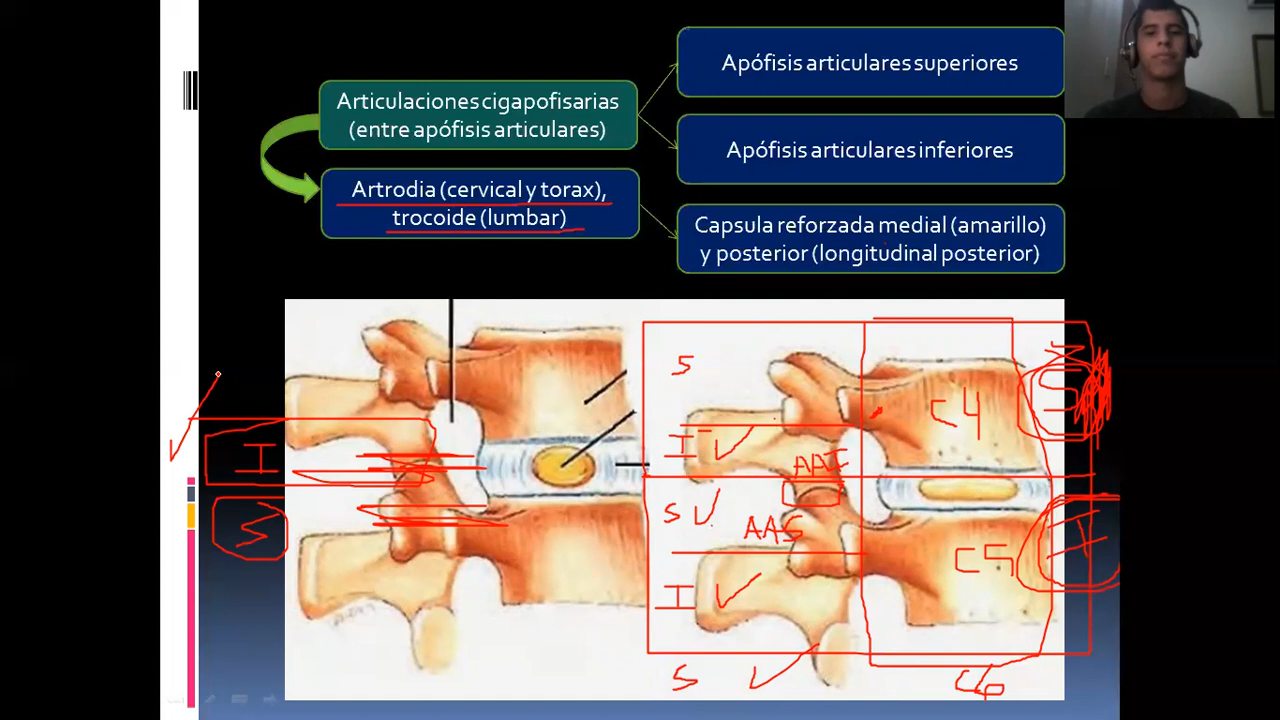 Apófisis articulares superiores
Articulaciones cigapofisarias
(entre apófisis articulares)
Apófisis articulares inferiores
Artrodia (cervical y torax),
trocoide (lumbar)
Capsula reforzada medial (amarillo)
y posterior (longitudinal posterior)
S
C4
I
I
AAI
S
AAS
S
C5
I
I
S
C6